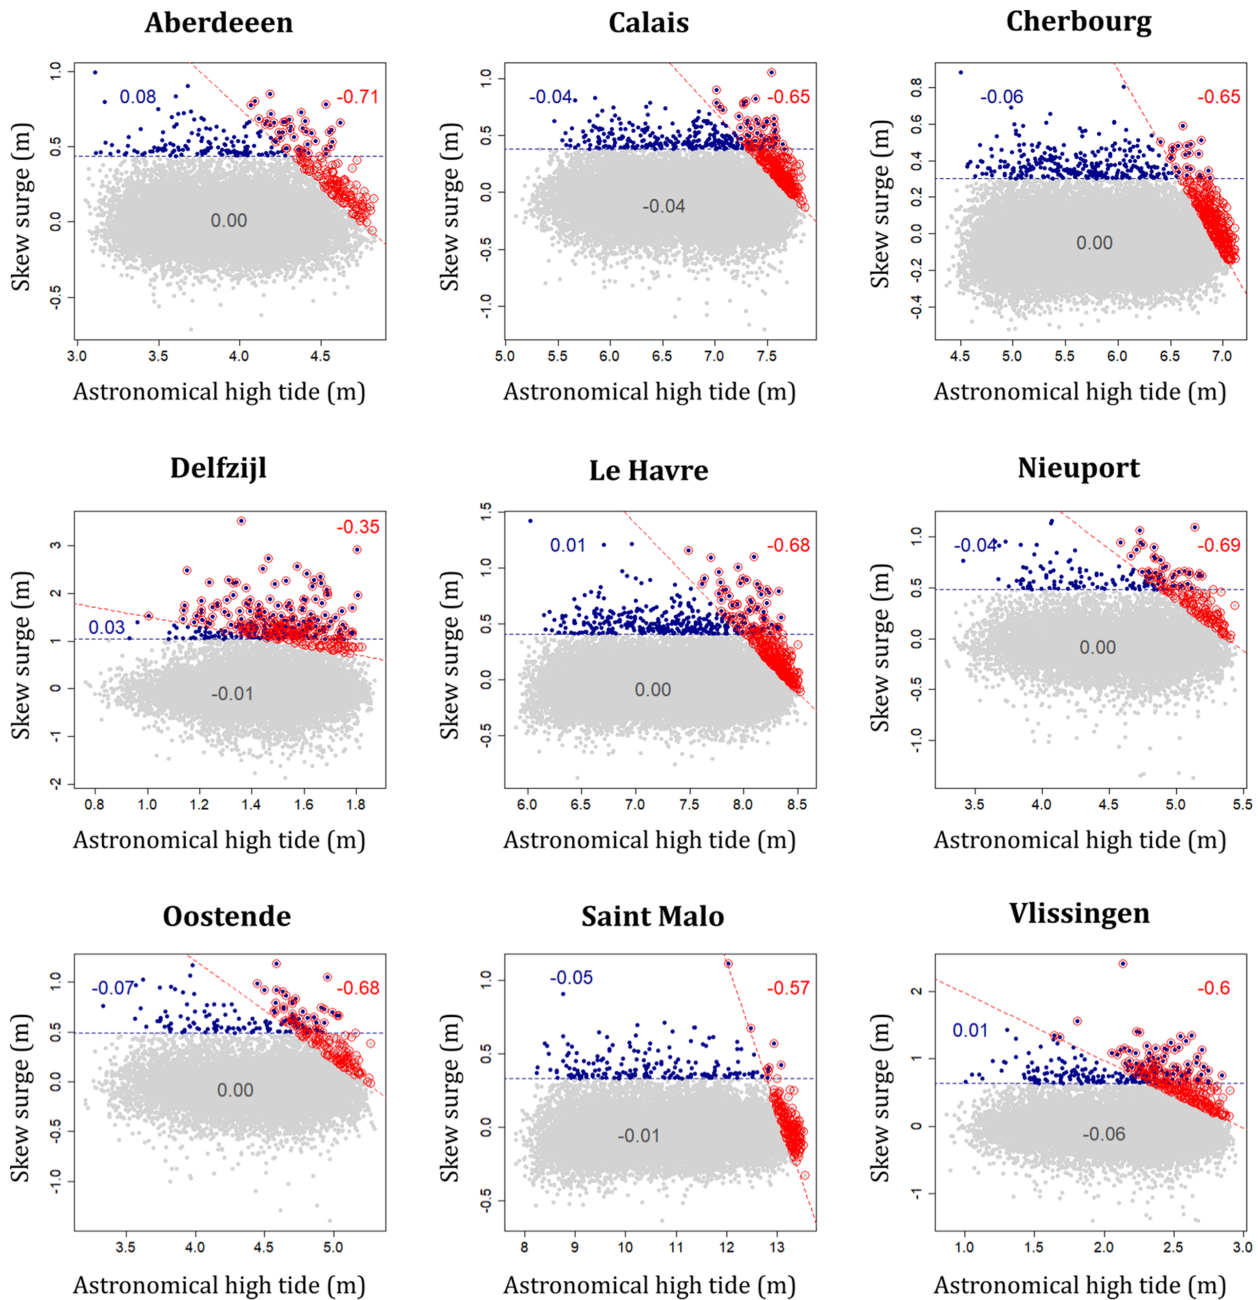 Aberdeeen
Calais
Cherbourg
Skew surge (m)
1.0
0.5
0.0
-0.5
0.08
-0.71
0.00
3.0 3.5 4.0 4.5
Astronomical high tide (m)
Skew surge (m)
1.0
0.5
0.0
-0.5
-1.0
-0.04
-0.65
-0.04
5.0 5.5 6.0 6.5 7.0 7.5
Astronomical high tide (m)
Skew surge (m)
0.8
0.6
0.4
0.2
0.0
-0.2
-0.4
-0.06
-0.65
0.00
4.5 5.0 5.5 6.0 6.5 7.0
Astronomical high tide (m)
Delfzijl
Le Havre
Nieuport
Skew surge (m)
3
2
1
0
-1
-2
0.03
-0.35
-0.01
0.8 1.0 1.2 1.4 1.6 1.8
Astronomical high tide (m)
Skew surge (m)
1.5
1.0
0.5
0.0
-0.5
0.01
-0.68
0.00
6.0 6.5 7.0 7.5 8.0 8.5
Astronomical high tide (m)
Skew surge (m)
1.0
0.5
0.0
-0.5
-1.0
-0.04
-0.69
0.00
3.5 4.0 4.5 5.0 5.5
Astronomical high tide (m)
Oostende
Saint Malo
Vlissingen
Skew surge (m)
1.0
0.5
0.0
-0.5
-1.0
-0.07
-0.68
0.00
3.5 4.0 4.5 5.0
Astronomical high tide (m)
Skew surge (m)
1.0
0.5
0.0
-0.5
-0.05
-0.57
-0.01
8 9 10 11 12 13
Astronomical high tide (m)
Skew surge (m)
2
1
0
-1
0.01
-0.6
-0.06
1.0 1.5 2.0 2.5 3.0
Astronomical high tide (m)